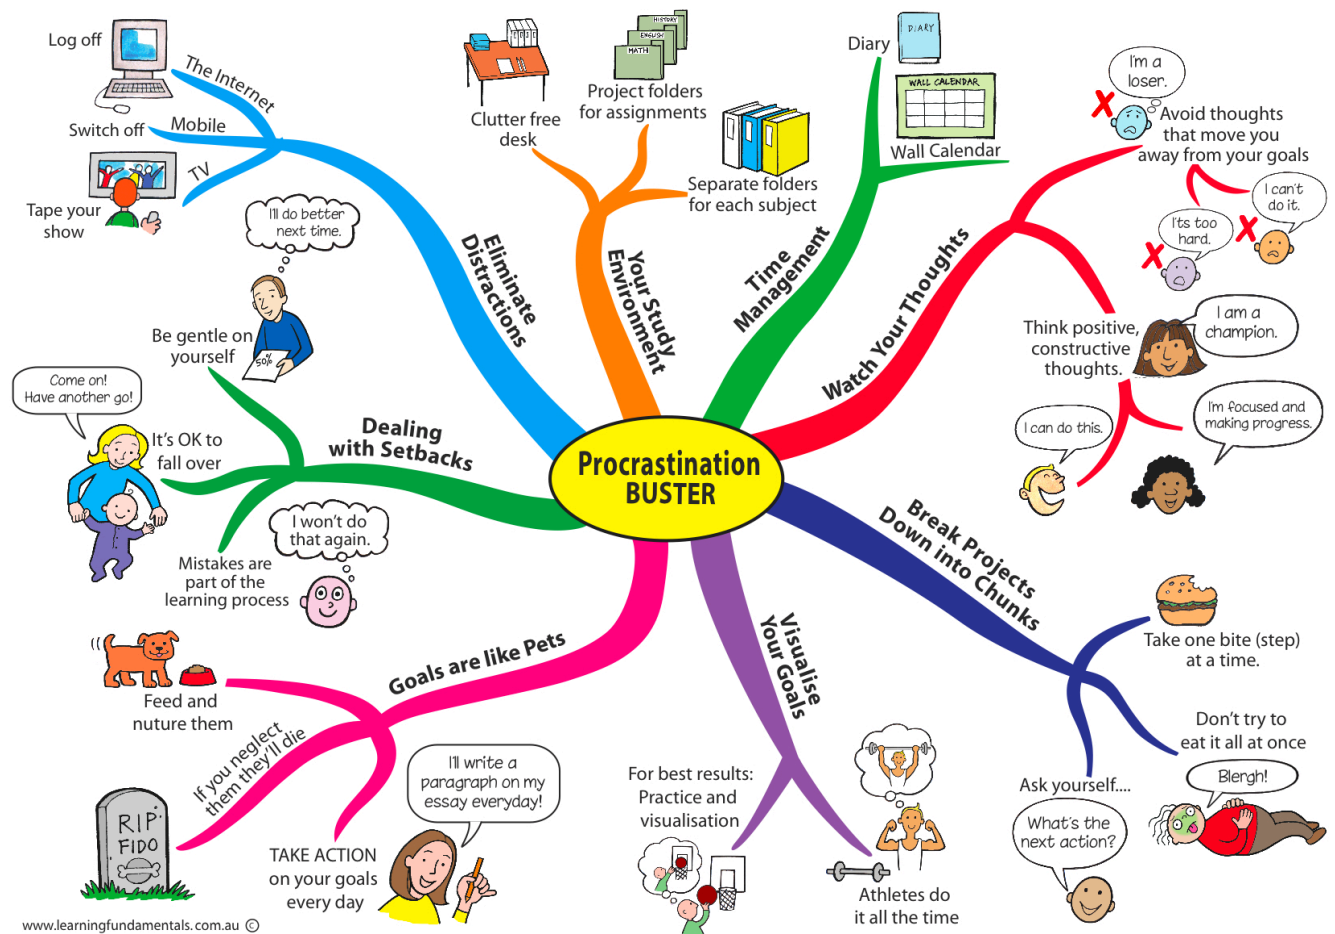 Procrastination
BUSTER
Eliminate
Distractions
The Internet
Log off
Mobile
Switch off
TV
Tape your
show
Your Study
Environment
Clutter free
desk
HISTORY
ENGLISH
MATH
Project folders
for assignments
Separate folders
for each subject
Time
Management
Diary
DIARY
WALL CALENDAR
Wall Calendar
Watch Your Thoughts
I'm a
loser.
Avoid thoughts
that move you
away from your goals
I can't
do it.
I'ts too
hard.
Think positive,
constructive
thoughts.
I am a
champion.
I can do this.
I'm focused and
making progress.
Break Projects
Down into Chunks
Take one bite (step)
at a time.
Don't try to
eat it all at once
Blergh!
Ask yourself....
What's the
next action?
Visualise
Your Goals
For best results:
Practice and
visualisation
Athletes do
it all the time
Goals are like Pets
Feed and
nuture them
If you neglect
them they'll die
RIP
FIDO
TAKE ACTION
on your goals
every day
I'll write a
paragraph on my
essay everyday!
Dealing
with Setbacks
I'll do better
next time.
50%
Be gentle on
yourself
Come on!
Have another go!
It's OK to
fall over
I won't do
that again.
Mistakes are
part of the
learning process
www.learningfundamentals.com.au ©